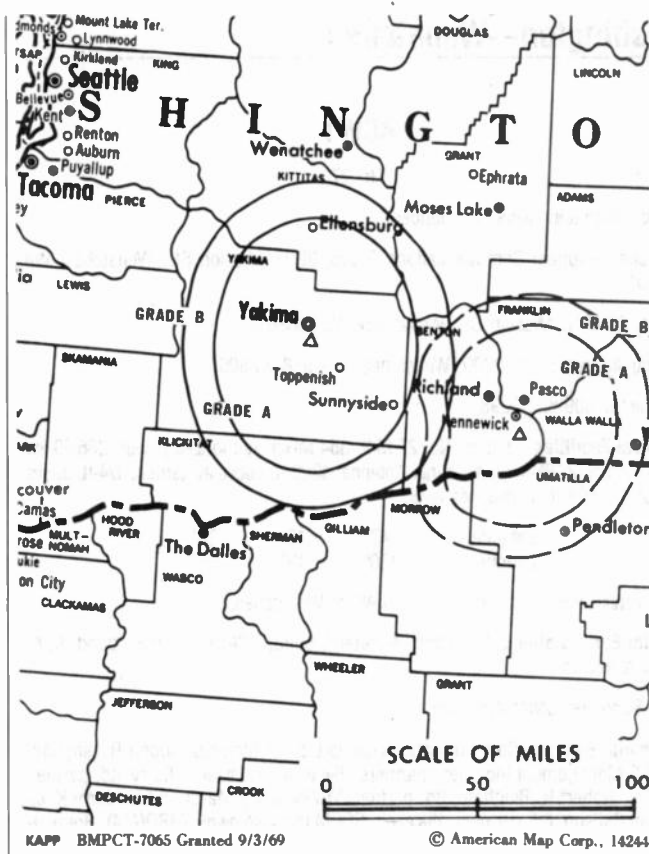 DOUGLAS
Mount Lake Ter.
Lynnwood
KING
Kirkland
LINCOLN
Seattle
Bellevue
Kent
S H I N G T O
Renton
Auburn
Wenatchee
GRANT
Ephrata
Puyallup
KITTITAS
Tacoma
PIERCE
Moses Lake
ADAMS
Ellensburg
YAKIMA
LEWIS
GRADE B
FRANKLIN
GRADE B
Yakima
BENTON
SKAMANIA
Toppenish
GRADE A
Richland
Pasco
GRADE A
Sunnyside
Kennewick
WALLA WALLA
KLICKITAT
UMATILLA
couver
Camas
HOOD
RIVER
SHERMAN
GILLIAM
MORROW
MULT-
NOMAH
The Dalles
Pendleton
rose
ukie
on City
WASCO
CLACKAMAS
WHEELER
GRANT
JEFFERSON
SCALE OF MILES
0 50 100
CROOK
DESCHUTES
KAPP BMPCT-7065 Granted 9/3/69
© American Map Corp., 14244